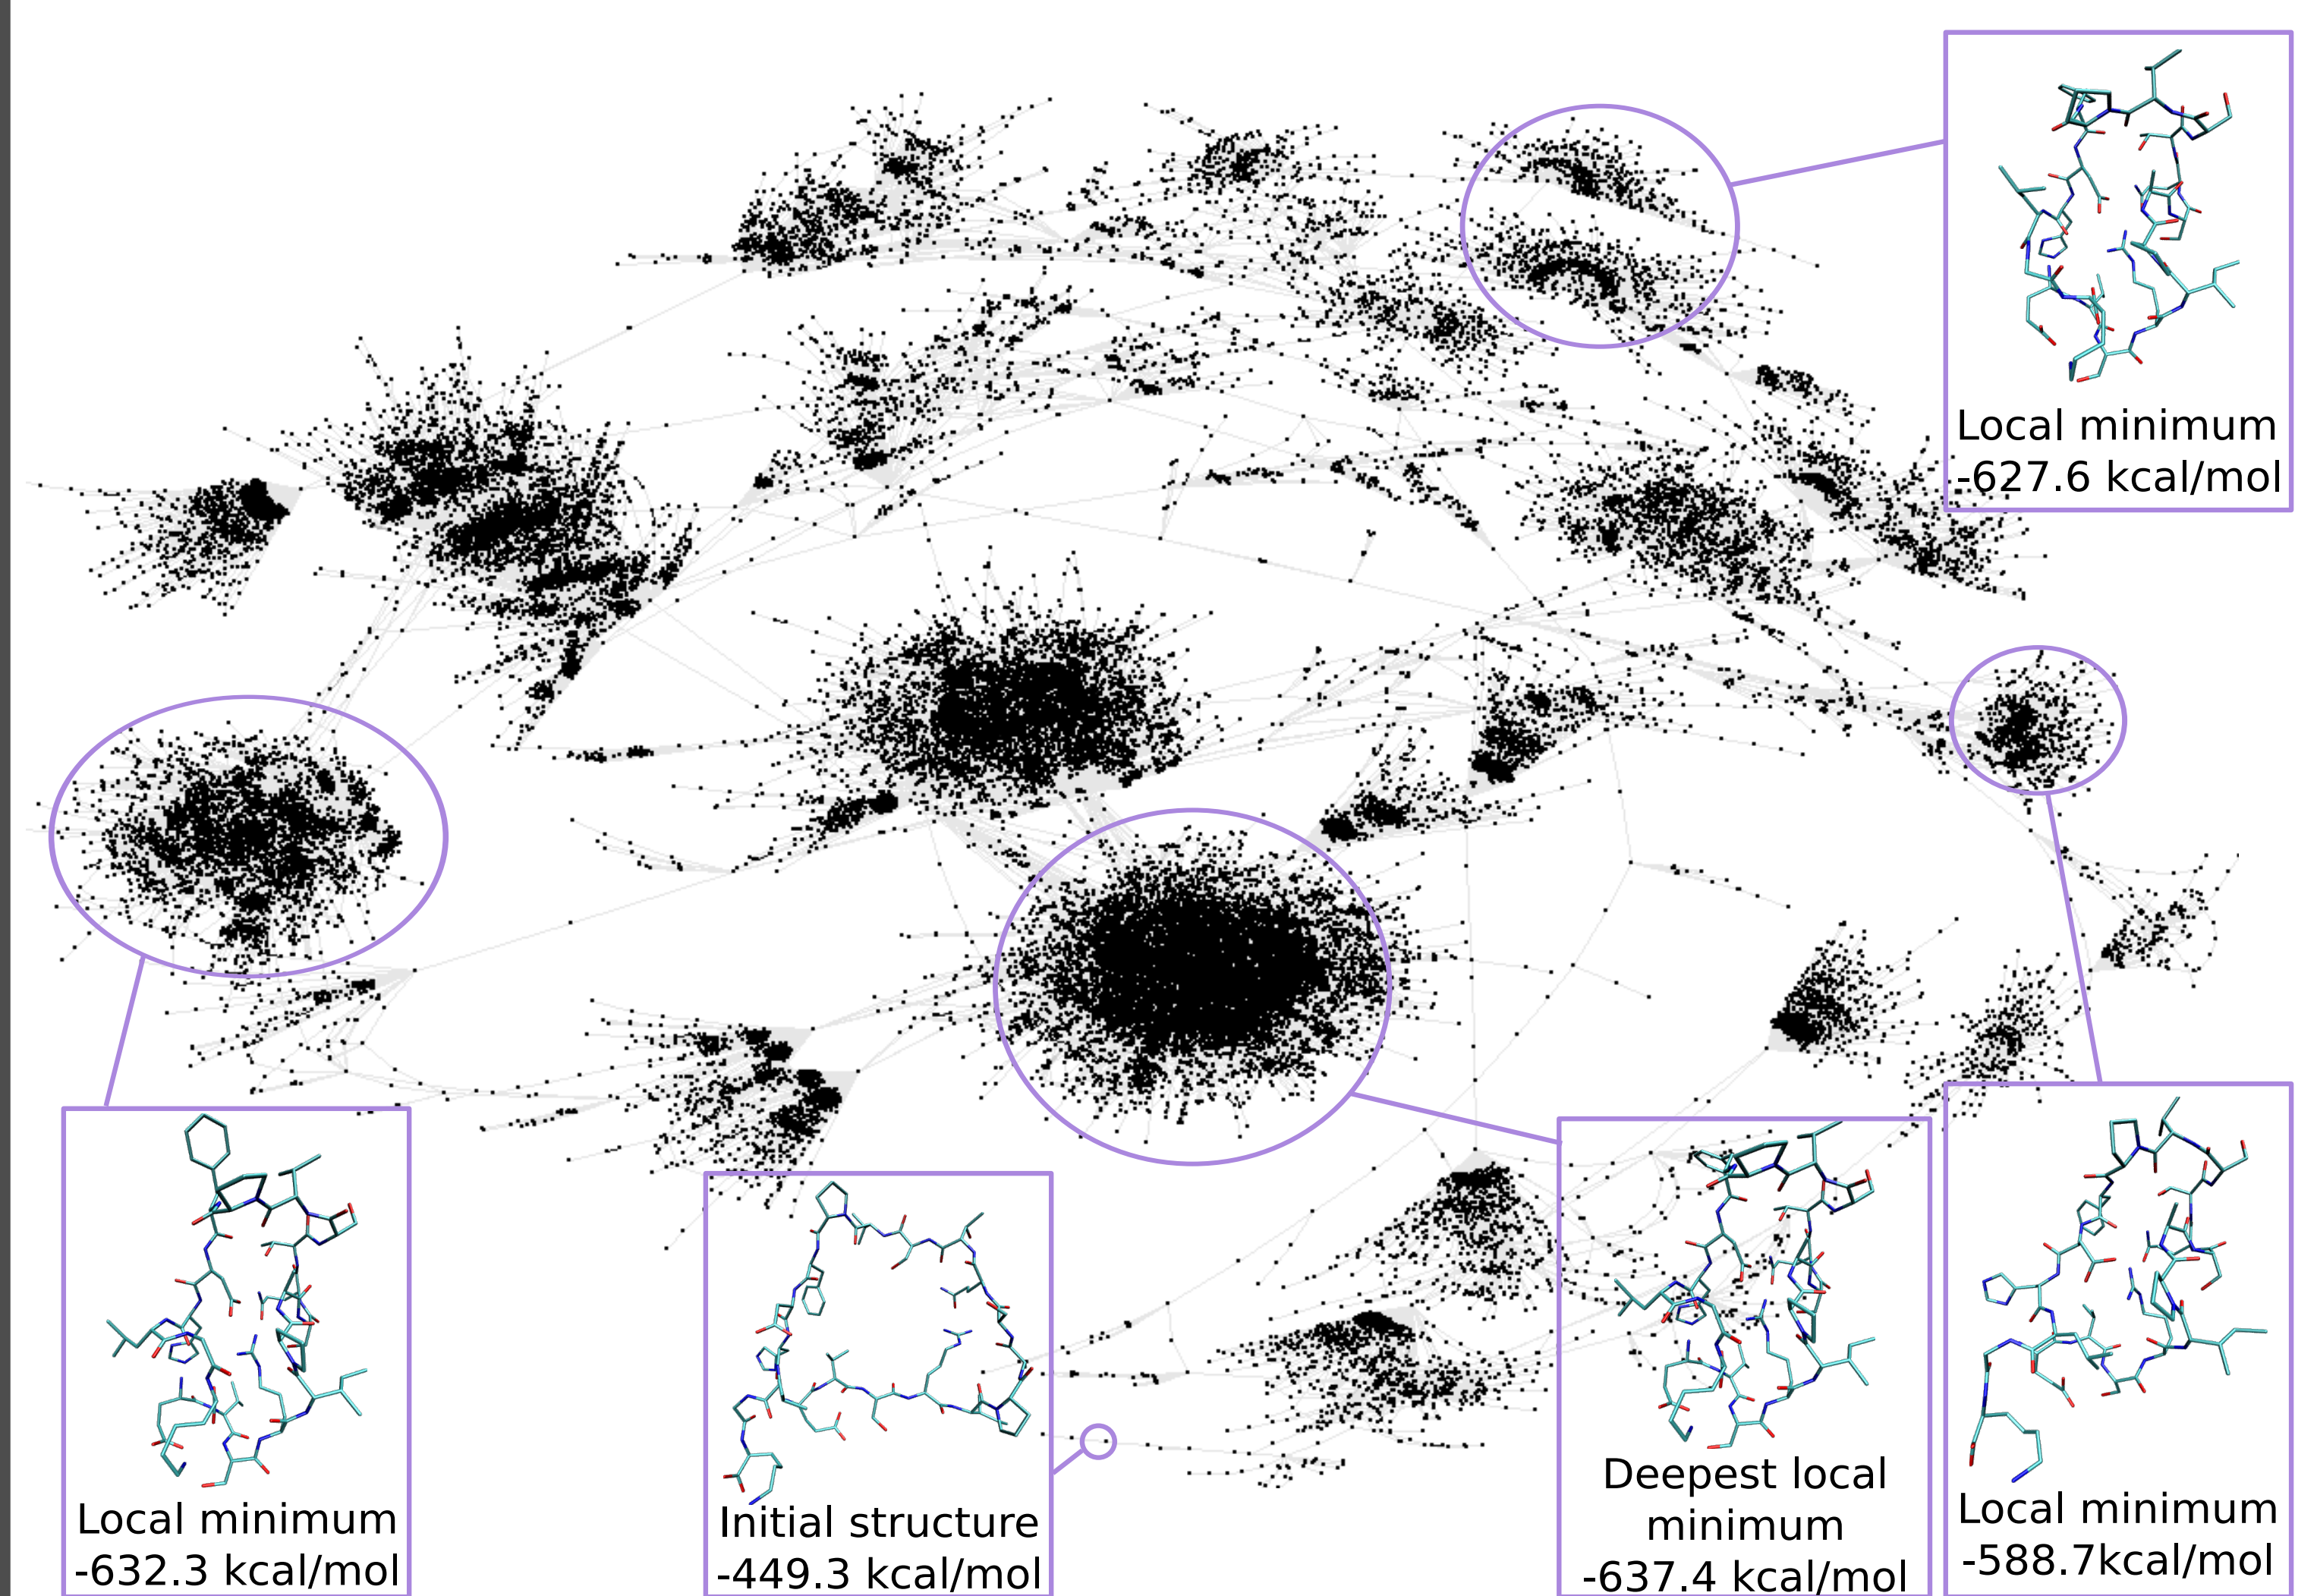 Local minimum
-627.6 kcal/mol
Local minimum
-632.3 kcal/mol
Initial structure
-449.3 kcal/mol
Deepest local
minimum
-637.4 kcal/mol
Local minimum
-588.7kcal/mol